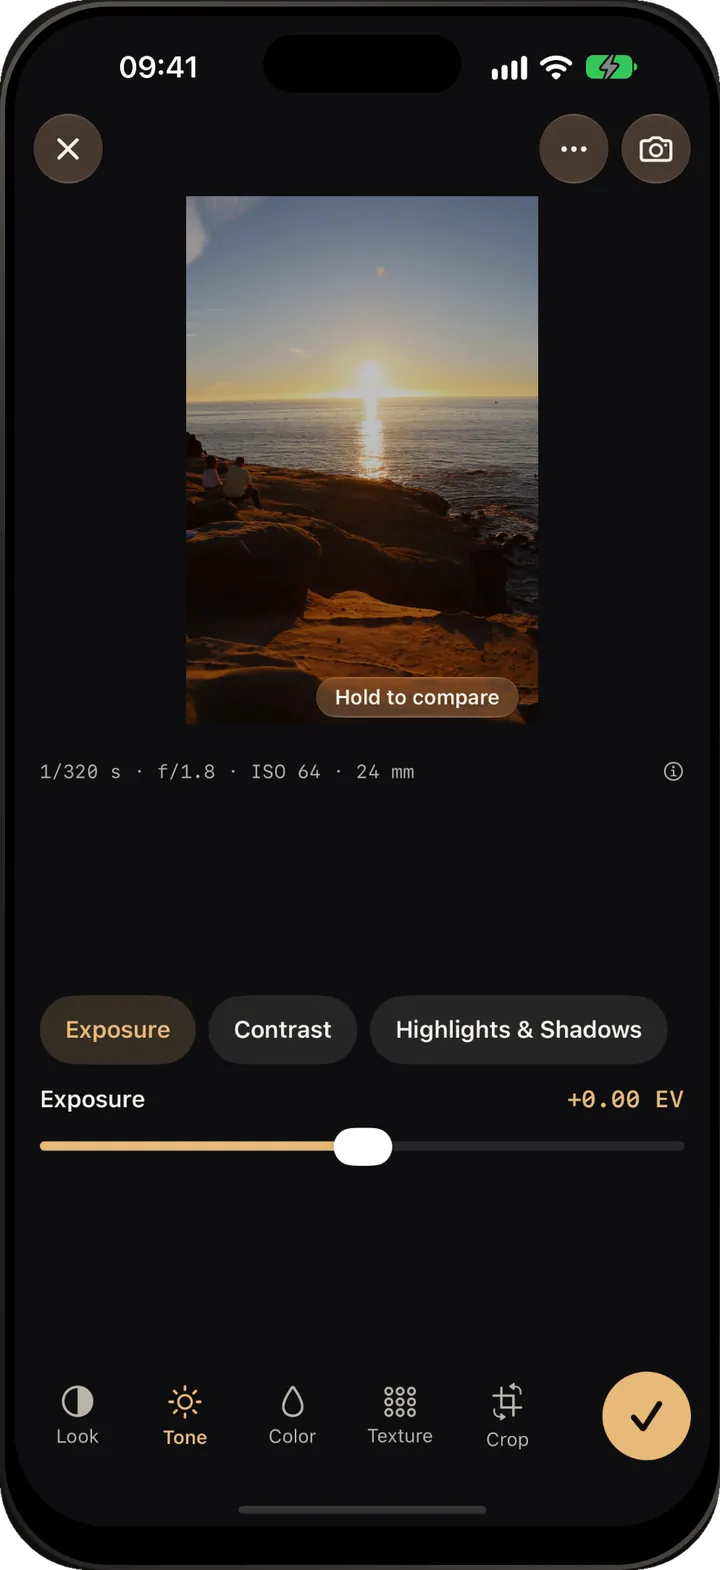 09:41
Hold to compare
1/320 s · f/1.8 · ISO 64 · 24 mm
Exposure Contrast Highlights & Shadows
Exposure +0.00 EV
Look Tone Color Texture Crop